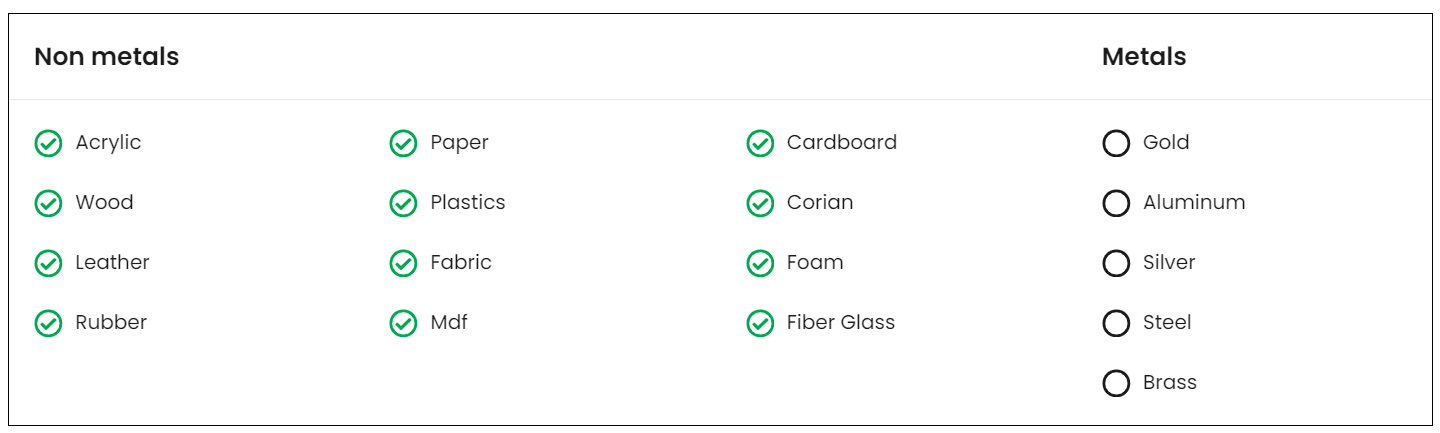 Non metals
Metals
Acrylic
Paper
Cardboard
Gold
Wood
Plastics
Corian
Aluminum
Leather
Fabric
Foam
Silver
Rubber
Mdf
Fiber Glass
Steel
Brass